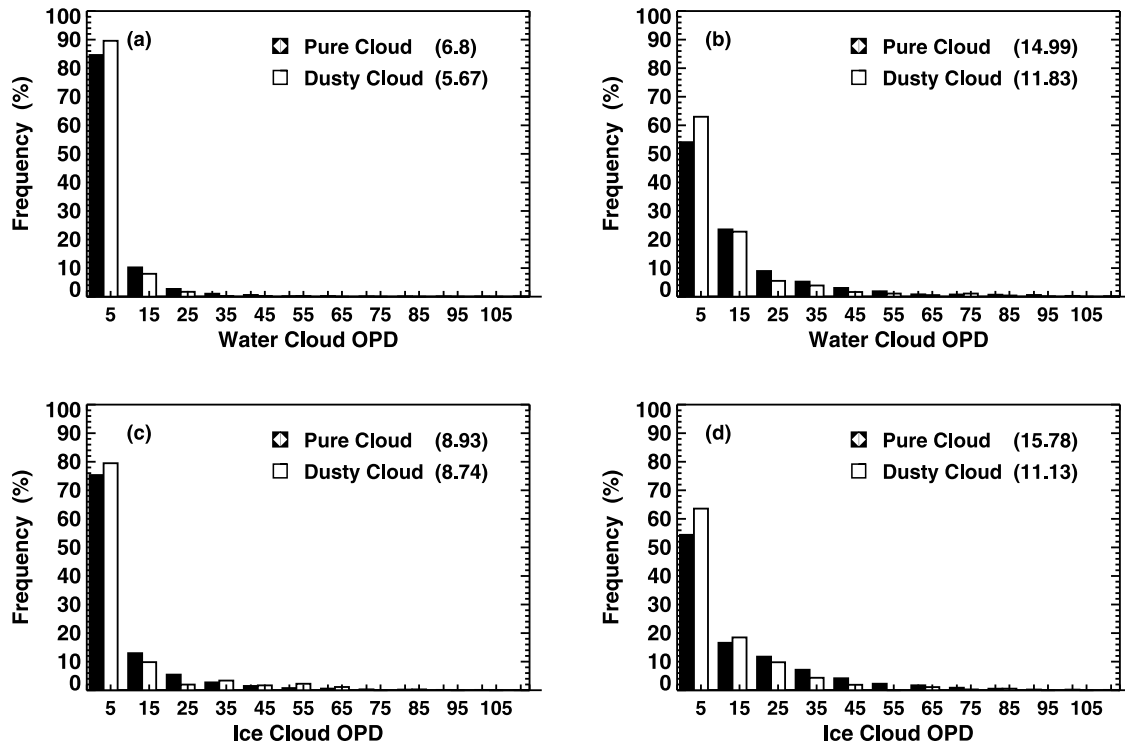 100
90
80
70
60
50
40
30
20
10
0
Frequency (%)
(a)
Pure Cloud (6.8)
Dusty Cloud (5.67)
5 15 25 35 45 55 65 75 85 95 105
Water Cloud OPD
100
90
80
70
60
50
40
30
20
10
0
Frequency (%)
(b)
Pure Cloud (14.99)
Dusty Cloud (11.83)
5 15 25 35 45 55 65 75 85 95 105
Water Cloud OPD
100
90
80
70
60
50
40
30
20
10
0
Frequency (%)
(c)
Pure Cloud (8.93)
Dusty Cloud (8.74)
5 15 25 35 45 55 65 75 85 95 105
Ice Cloud OPD
100
90
80
70
60
50
40
30
20
10
0
Frequency (%)
(d)
Pure Cloud (15.78)
Dusty Cloud (11.13)
5 15 25 35 45 55 65 75 85 95 105
Ice Cloud OPD